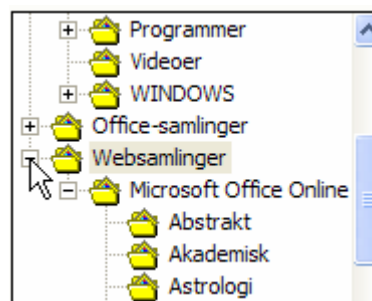 Programmer
Videoer
WINDOWS
Office-samlinger
Websamlinger
Microsoft Office Online
Abstrakt
Akademisk
Astrologi